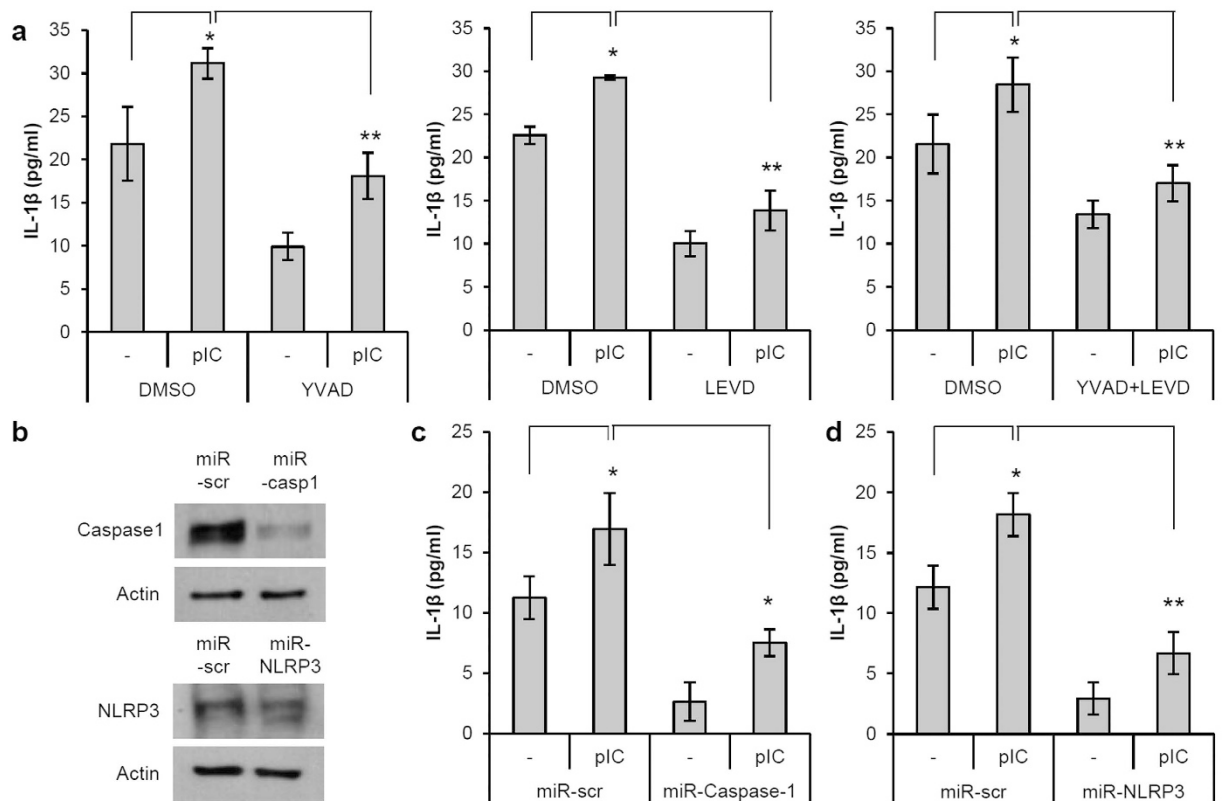 a
IL-1β (pg/ml)
35
30
25
20
15
10
5
0
*
**
- pIC - pIC
DMSO YVAD
IL-1β (pg/ml)
35
30
25
20
15
10
5
0
*
**
- pIC - pIC
DMSO LEVD
IL-1β (pg/ml)
35
30
25
20
15
10
5
0
*
**
- pIC - pIC
DMSO YVAD+LEVD
b
miR miR
-scr -casp1
Caspase1
Actin
miR miR-
-scr NLRP3
NLRP3
Actin
c
IL-1β (pg/ml)
25
20
15
10
5
0
*
*
- pIC - pIC
miR-scr miR-Caspase-1
d
IL-1β (pg/ml)
25
20
15
10
5
0
*
**
- pIC - pIC
miR-scr miR-NLRP3